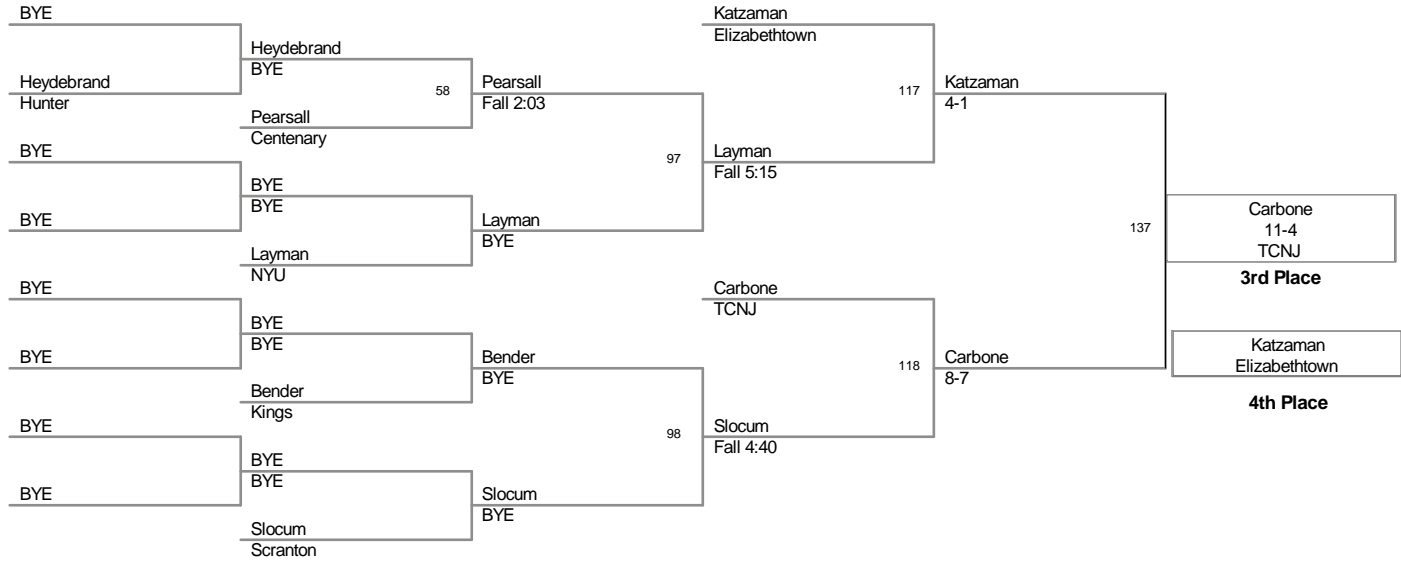 BYE
Heydebrand
Hunter
BYE
BYE
BYE
BYE
BYE
BYE
Heydebrand
BYE
Pearsall
Centenary
BYE
BYE
Layman
NYU
BYE
BYE
Bender
Kings
BYE
BYE
Slocum
Scranton
58
Pearsall
Fall 2:03
Layman
BYE
Bender
BYE
Slocum
BYE
97
98
Katzaman
Elizabethtown
Layman
Fall 5:15
Carbone
TCNJ
Slocum
Fall 4:40
117
118
Katzaman
4-1
Carbone
8-7
137
Carbone
11-4
TCNJ
3rd Place
Katzaman
Elizabethtown
4th Place